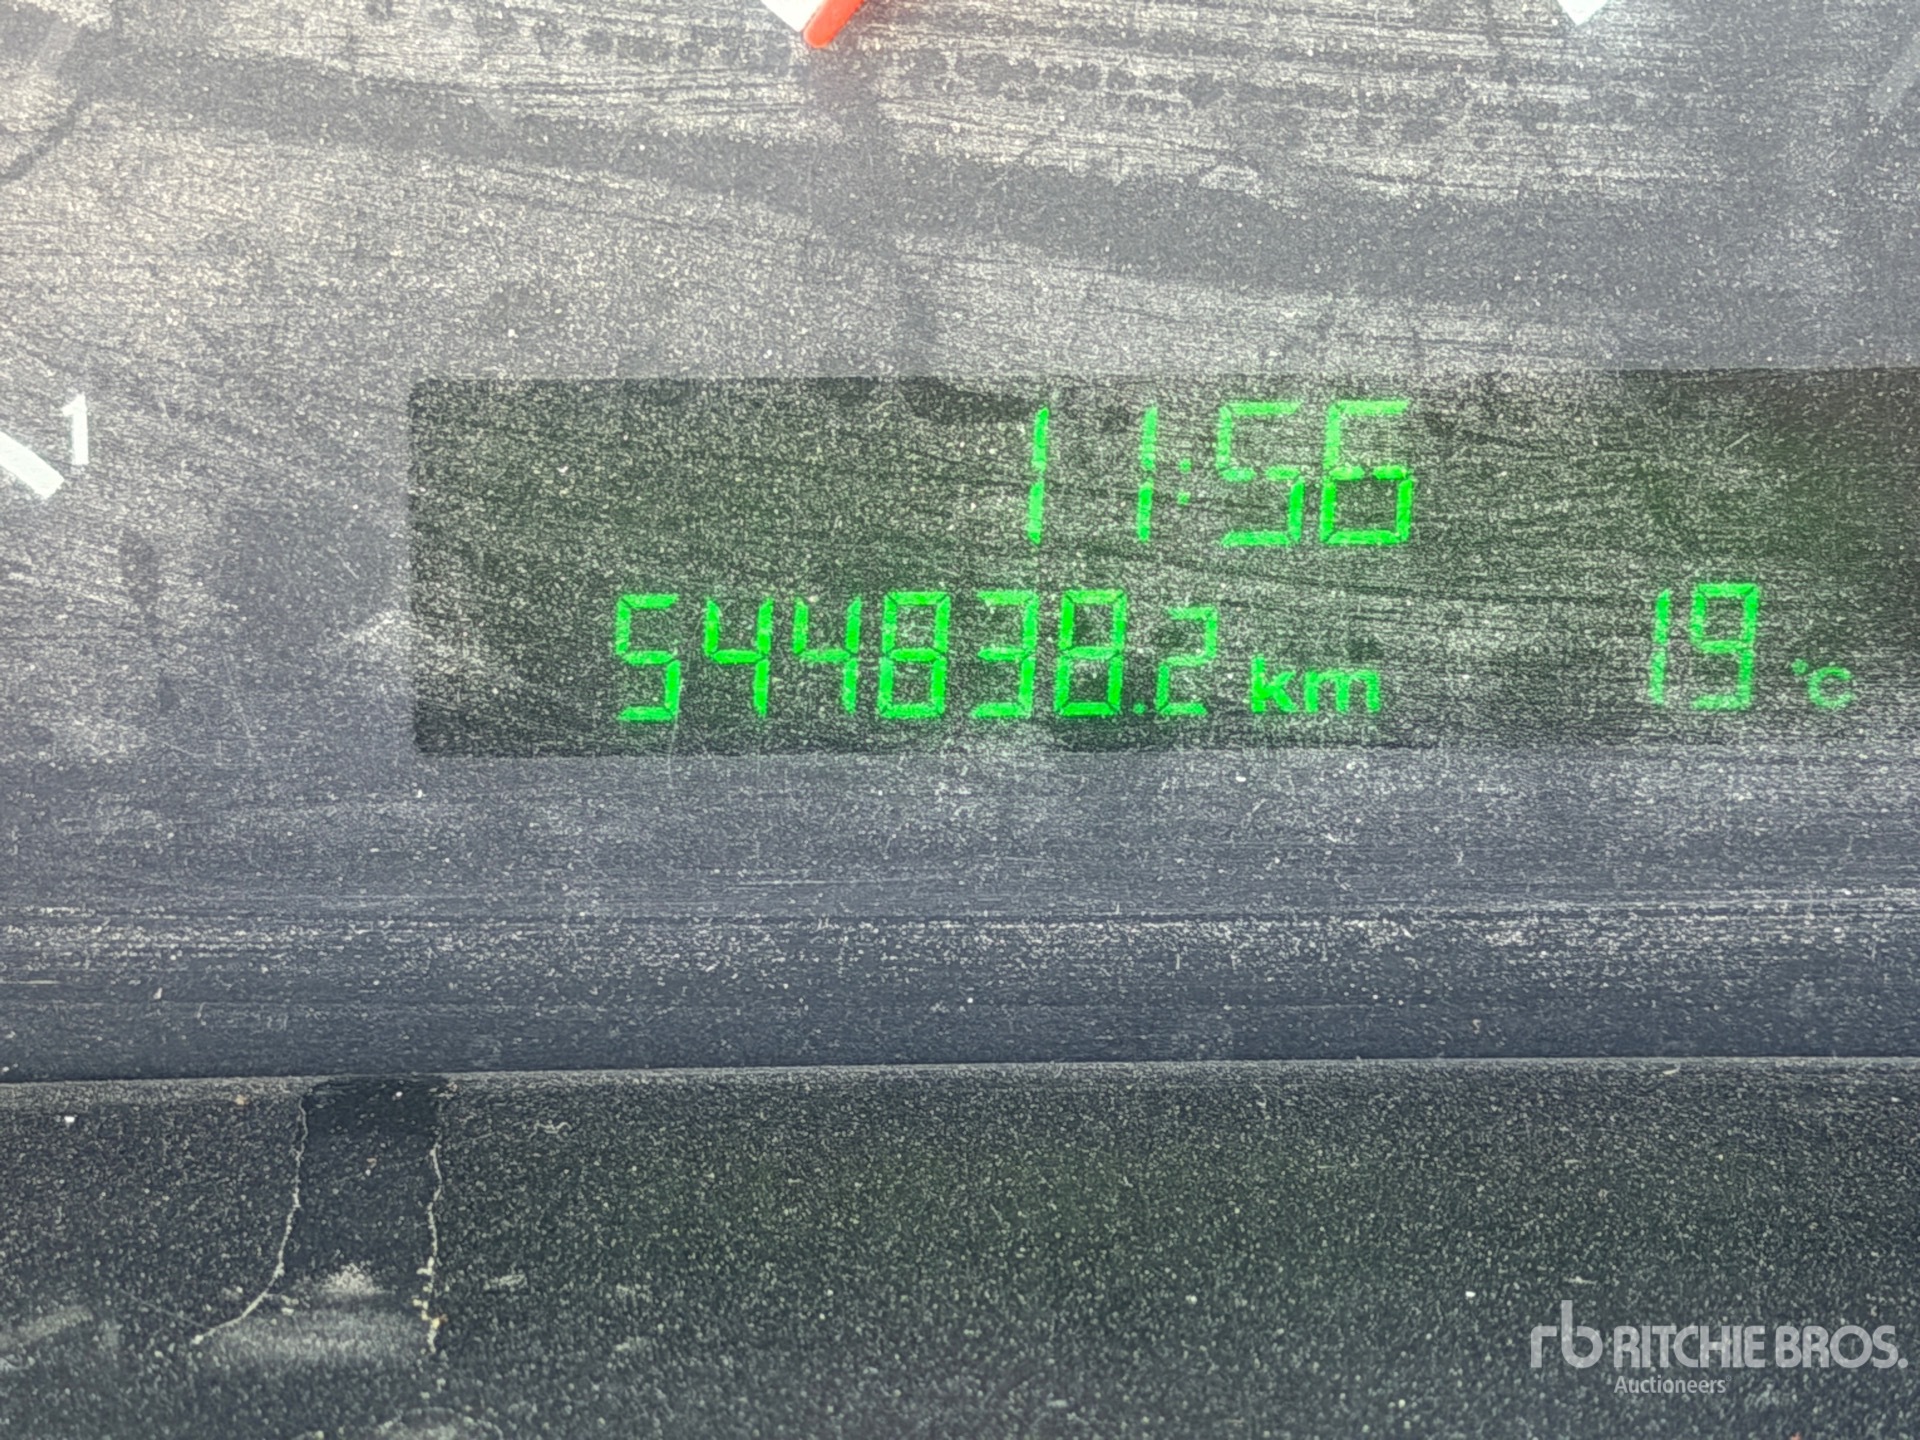 1
11:56
544838.2 km 19 °C
rb RITCHIE BROS.
Auctioneers